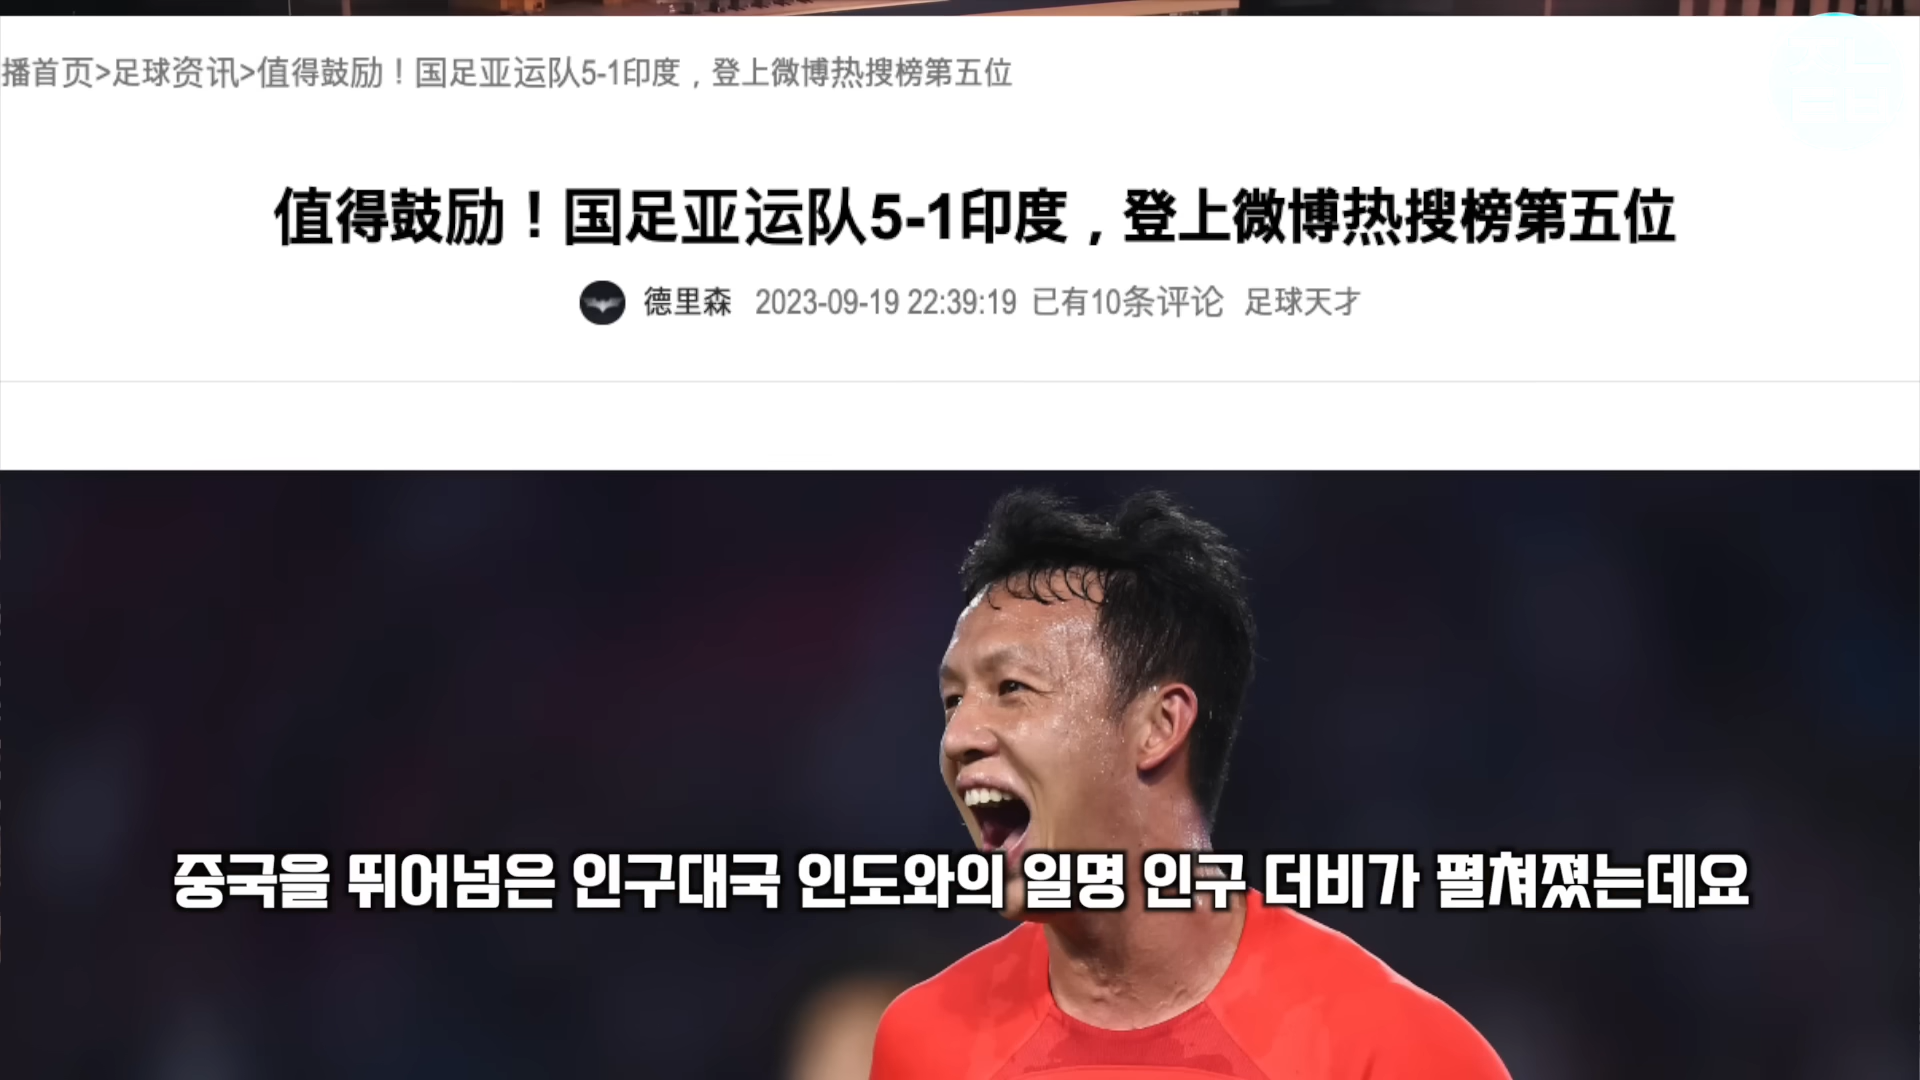 播首页>足球资讯>值得鼓励！国足亚运队5-1印度，登上微博热搜榜第五位
值得鼓励！国足亚运队5-1印度，登上微博热搜榜第五位
德里森 2023-09-19 22:39:19 已有10条评论 足球天才
중국을 뛰어넘은 인구대국 인도와의 일명 인구 더비가 펼쳐졌는데요